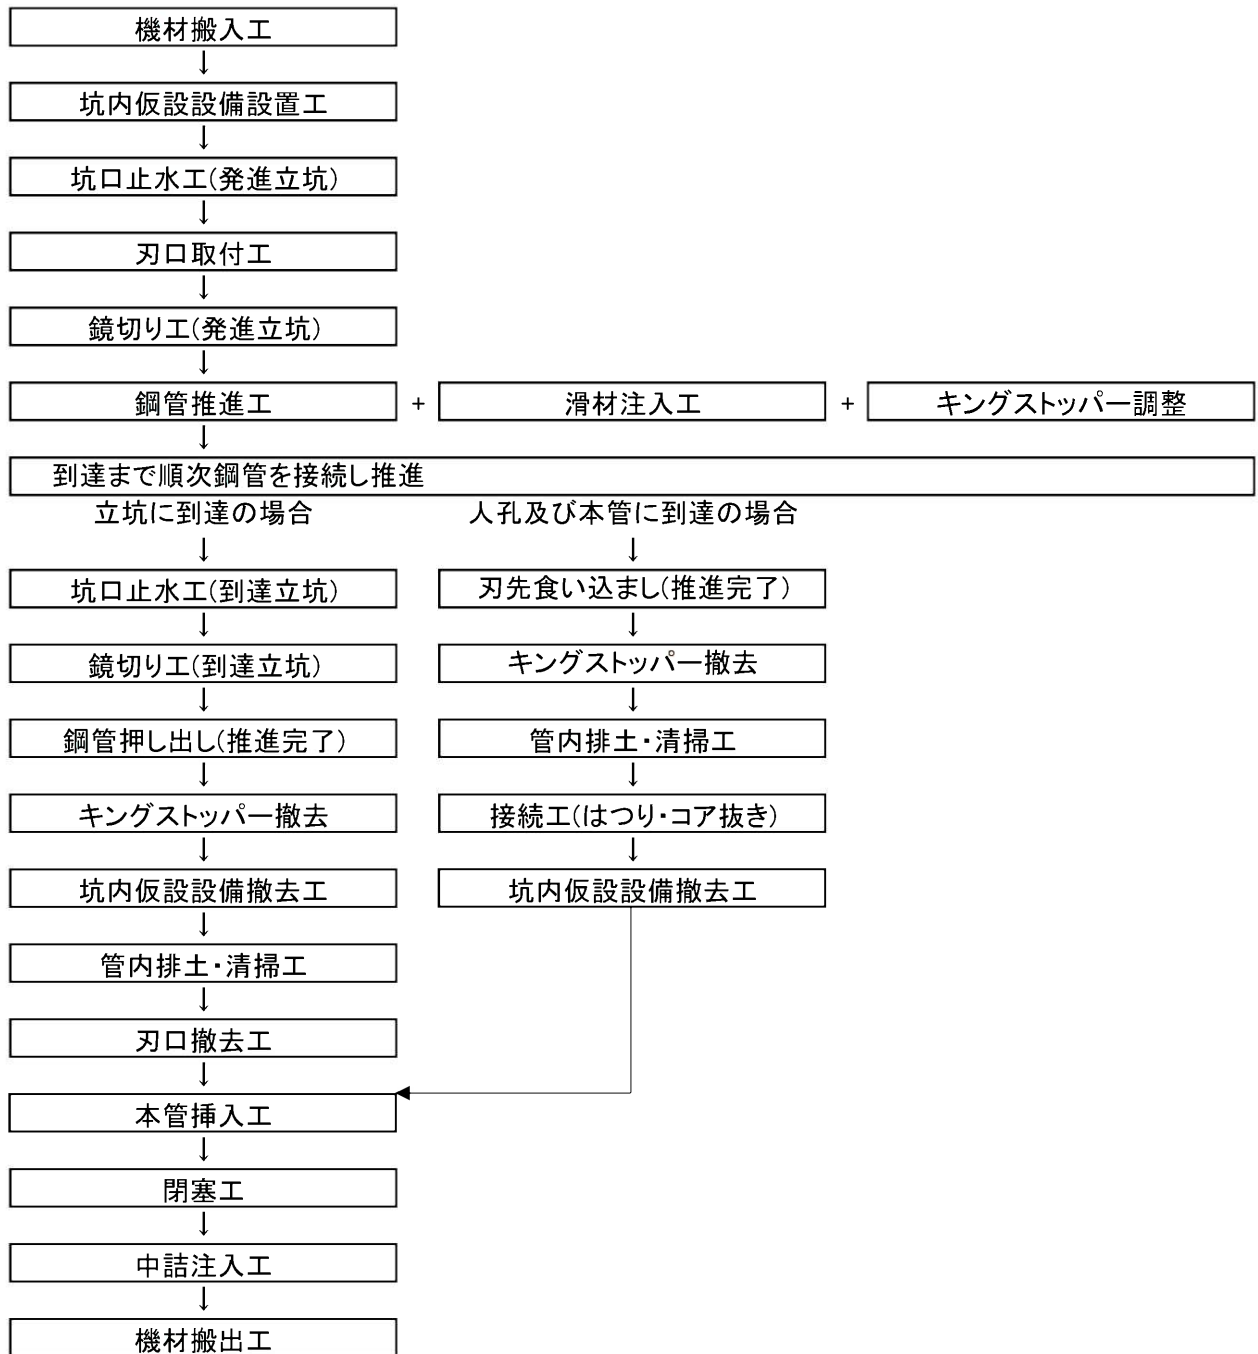 機材搬入工
↓
坑内仮設設備設置工
↓
坑口止水工(発進立坑)
↓
刃口取付工
↓
鏡切り工(発進立坑)
↓
鋼管推進工 + 滑材注入工 + キングストッパー調整
↓
到達まで順次鋼管を接続し推進
立坑に到達の場合 人孔及び本管に到達の場合
↓ ↓
坑口止水工(到達立坑) 刃先食い込まし(推進完了)
↓ ↓
鏡切り工(到達立坑) キングストッパー撤去
↓ ↓
鋼管押し出し(推進完了) 管内排土・清掃工
↓ ↓
キングストッパー撤去 接続工(はつり・コア抜き)
↓ ↓
坑内仮設設備撤去工 坑内仮設設備撤去工
↓
管内排土・清掃工
↓
刃口撤去工
↓
本管挿入工
↓
閉塞工
↓
中詰注入工
↓
機材搬出工